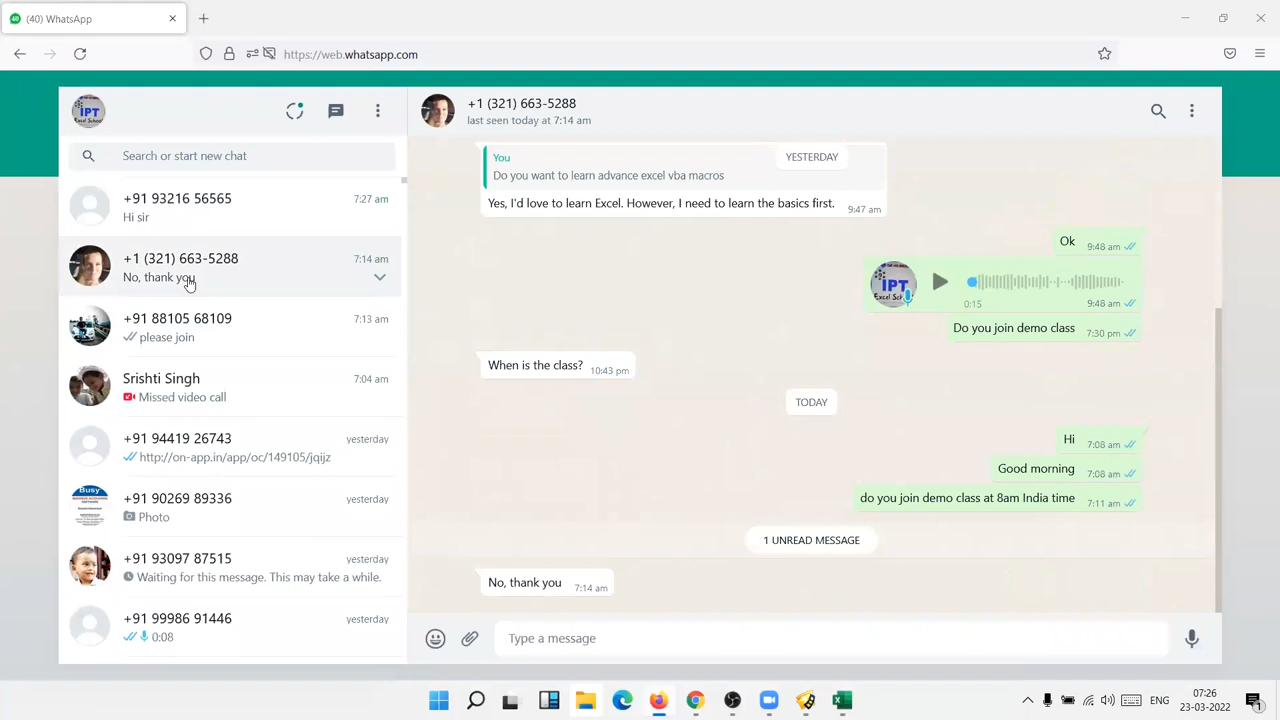 (40) WhatsApp
https://web.whatsapp.com
IPT
Excel School
Search or start new chat
+91 93216 56565
7:27 am
Hi sir
+1 (321) 663-5288
7:14 am
No, thank you
+91 88105 68109
7:13 am
please join
Srishti Singh
7:04 am
Missed video call
+91 94419 26743
yesterday
http://on-app.in/app/oc/149105/jqijz
+91 90269 89336
yesterday
Busy
Photo
+91 93097 87515
yesterday
Waiting for this message. This may take a while.
+91 99986 91446
yesterday
0:08
+1 (321) 663-5288
last seen today at 7:14 am
YESTERDAY
You
Do you want to learn advance excel vba macros
Yes, I'd love to learn Excel. However, I need to learn the basics first.
9:47 am
Ok 9:48 am
IPT
Excel School
0:15
9:48 am
Do you join demo class 7:30 pm
When is the class? 10:43 pm
TODAY
Hi 7:08 am
Good morning 7:08 am
do you join demo class at 8am India time 7:11 am
1 UNREAD MESSAGE
No, thank you 7:14 am
Type a message
ENG
07:26
23-03-2022
1